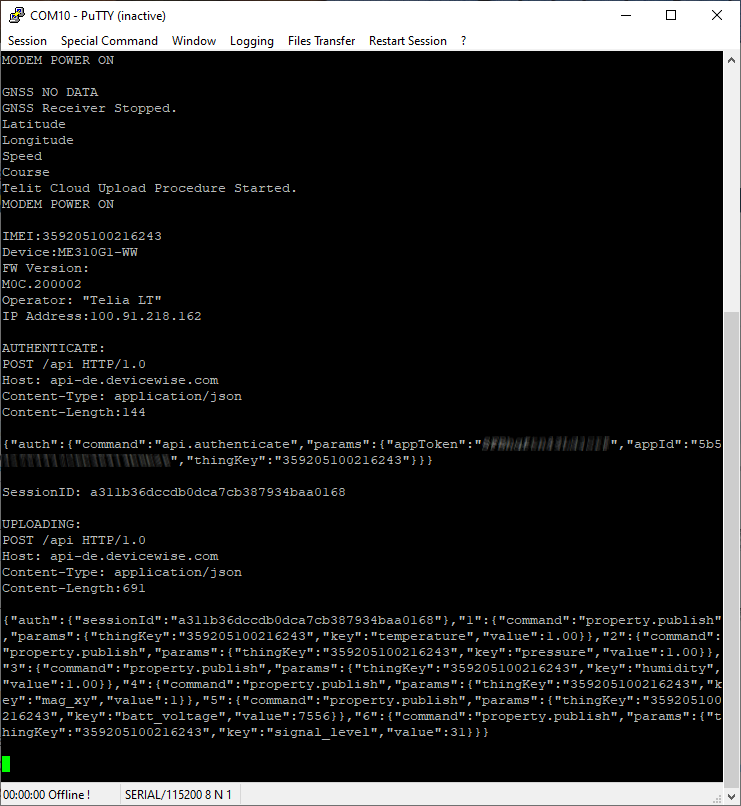 COM10 - PuTTY (inactive)
Session Special Command Window Logging Files Transfer Restart Session ?
MODEM POWER ON
GNSS NO DATA
GNSS Receiver Stopped.
Latitude
Longitude
Speed
Course
Telit Cloud Upload Procedure Started.
MODEM POWER ON
IMEI:359205100216243
Device:ME310G1-WW
FW Version:
M0C.200002
Operator: "Telia LT"
IP Address:100.91.218.162
AUTHENTICATE:
POST /api HTTP/1.0
Host: api-de.devicewise.com
Content-Type: application/json
Content-Length:144
{"auth":{"command":"api.authenticate","params":{"appToken":"","appId":"5b5
","thingKey":"359205100216243"}}}
SessionID: a311b36dccdb0dca7cb387934baa0168
UPLOADING:
POST /api HTTP/1.0
Host: api-de.devicewise.com
Content-Type: application/json
Content-Length:691
{"auth":{"sessionId":"a311b36dccdb0dca7cb387934baa0168"},"1":{"command":"property.publish"
,"params":{"thingKey":"359205100216243","key":"temperature","value":1.00}},"2":{"command":
"property.publish","params":{"thingKey":"359205100216243","key":"pressure","value":1.00}},
"3":{"command":"property.publish","params":{"thingKey":"359205100216243","key":"humidity",
"value":1.00}},"4":{"command":"property.publish","params":{"thingKey":"359205100216243","k
ey":"mag_xy","value":1}},"5":{"command":"property.publish","params":{"thingKey":"359205100
216243","key":"batt_voltage","value":7556}},"6":{"command":"property.publish","params":{"t
hingKey":"359205100216243","key":"signal_level","value":31}}}
00:00:00 Offline ! SERIAL/115200 8 N 1